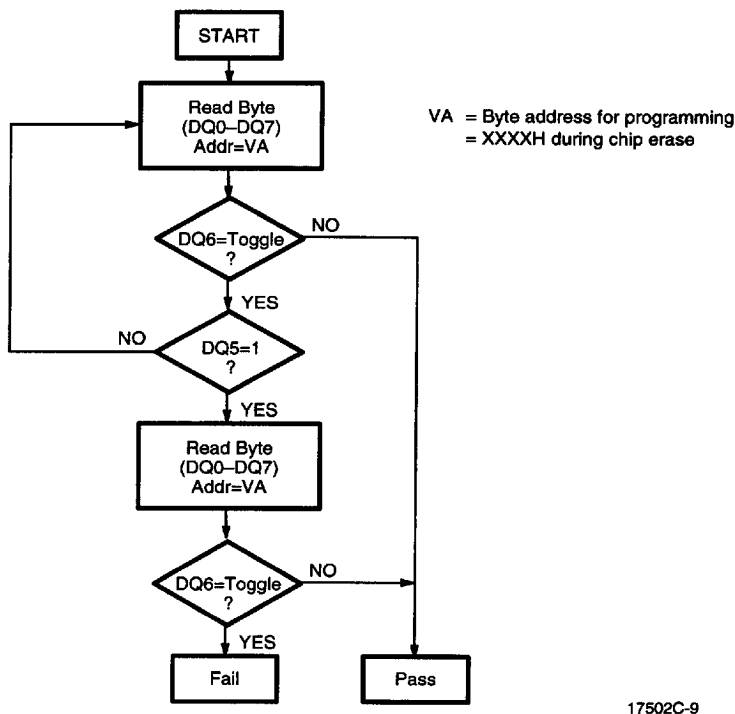 START
Read Byte
(DQ0–DQ7)
Addr=VA
VA = Byte address for programming
= XXXXH during chip erase
DQ6=Toggle
?
NO
YES
DQ5=1
?
NO
YES
Read Byte
(DQ0–DQ7)
Addr=VA
DQ6=Toggle
?
NO
YES
Fail
Pass
17502C-9